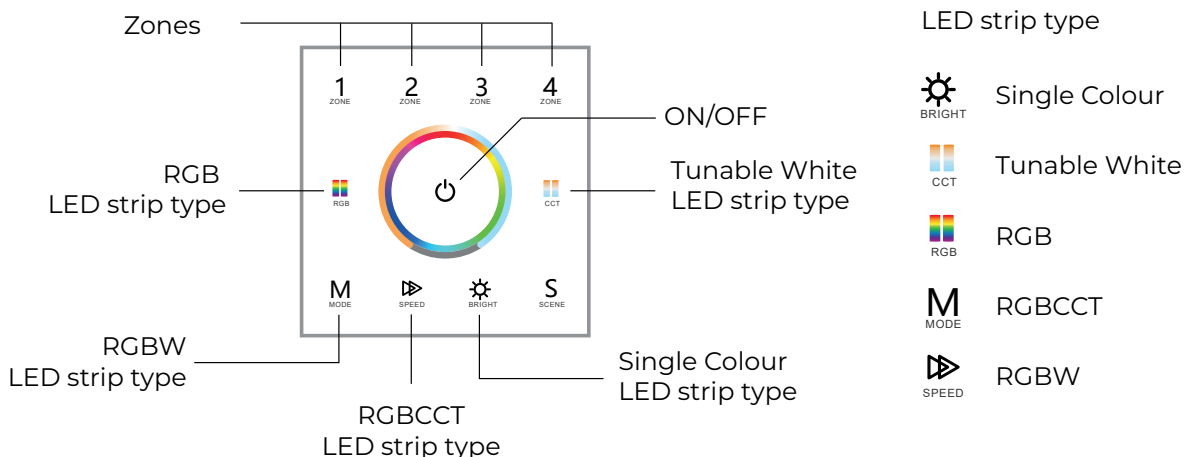 Zones
1 2 3 4
ZONE ZONE ZONE ZONE
ON/OFF
RGB
LED strip type
RGB
CCT
Tunable White
LED strip type
M S
MODE SPEED BRIGHT SCENE
RGBW
LED strip type
RGBCCT
LED strip type
Single Colour
LED strip type
LED strip type
BRIGHT Single Colour
CCT Tunable White
RGB RGB
M RGBCCT
MODE
SPEED RGBW